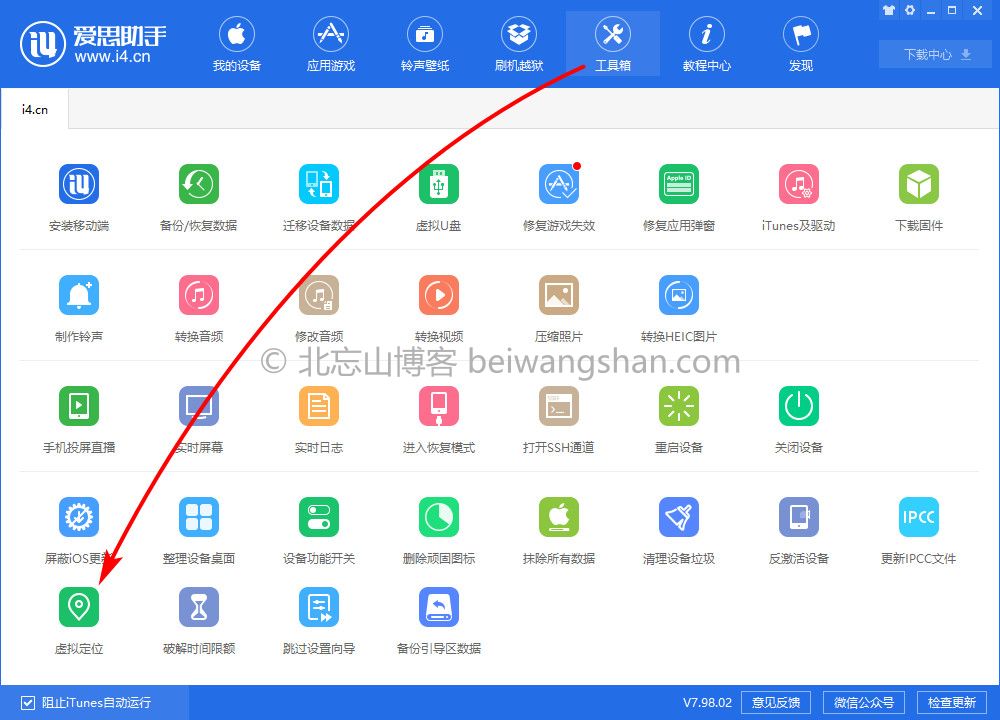 爱思助手
www.i4.cn
我的设备 应用游戏 铃声壁纸 刷机越狱 工具箱 教程中心 发现
下载中心
i4.cn
安装移动端 备份/恢复数据 迁移设备数据 虚拟U盘 修复游戏失效 修复应用弹窗 iTunes及驱动 下载固件
Apple ID
制作铃声 转换音频 修改音频 转换视频 压缩照片 转换HEIC图片
© 北忘山博客 beiwangshan.com
手机投屏直播 实时屏幕 实时日志 进入恢复模式 打开SSH通道 重启设备 关闭设备
IPCC
屏蔽iOS更新 整理设备桌面 设备功能开关 删除顽固图标 抹除所有数据 清理设备垃圾 反激活设备 更新IPCC文件
虚拟定位 破解时间限额 跳过设置向导 备份引导区数据
阻止iTunes自动运行 V7.98.02 意见反馈 微信公众号 检查更新